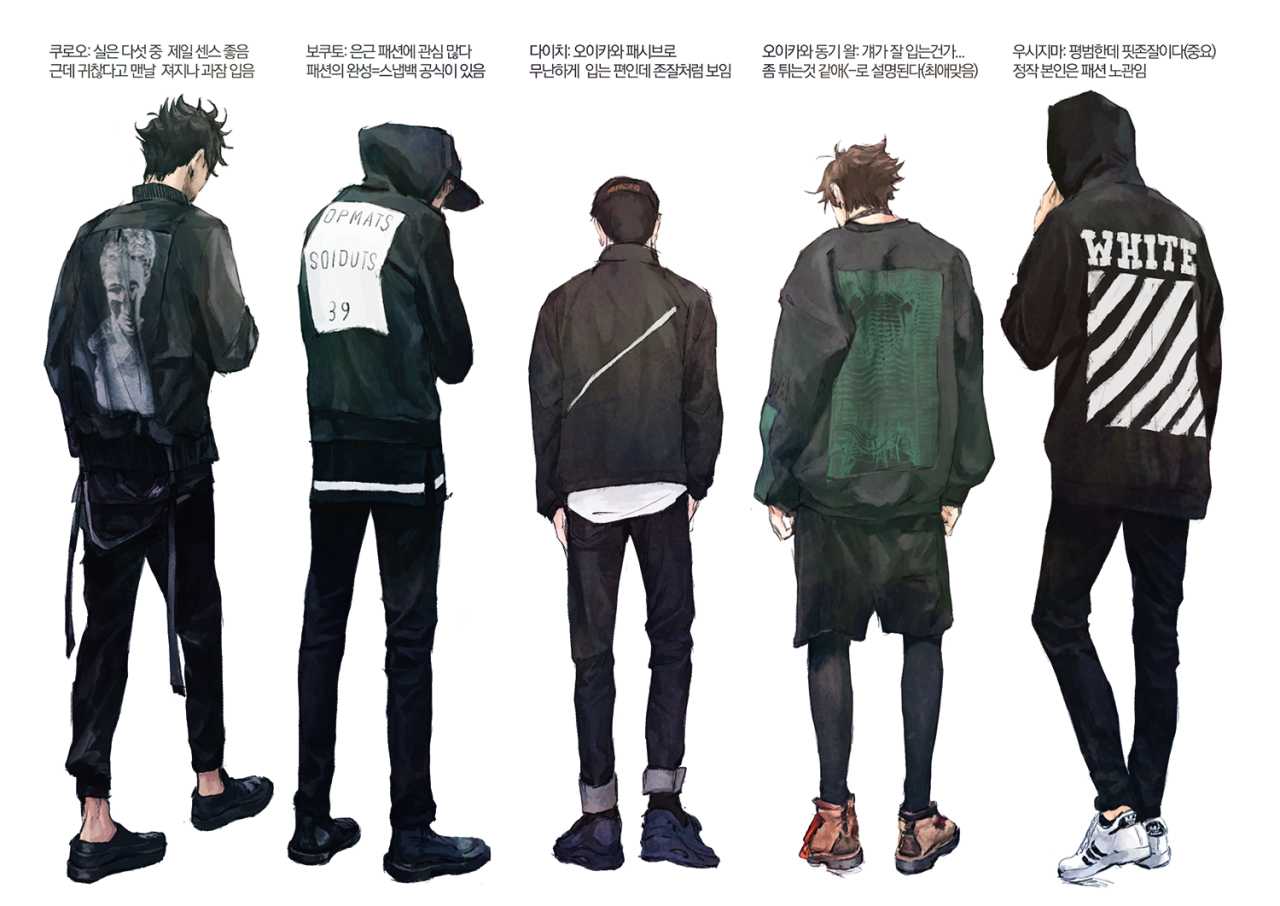 쿠로오: 실은 다섯 중 제일 센스 좋음
근데 귀찮다고 맨날 져지나 과잠 입음
보쿠토: 은근 패션에 관심 많다
패션의 완성=스냅백 공식이 있음
다이치: 오이카와 패시브로
무난하게 입는 편인데 존잘처럼 보임
오이카와 동기 왈: 걔가 잘 입는건가...
좀 튀는것 같애(-로 설명된다(최애맞음)
우시지마: 평범한데 핏존잘이다(중요)
정작 본인은 패션 노관임
OPMATS
SOIDUTS
39
WHITE